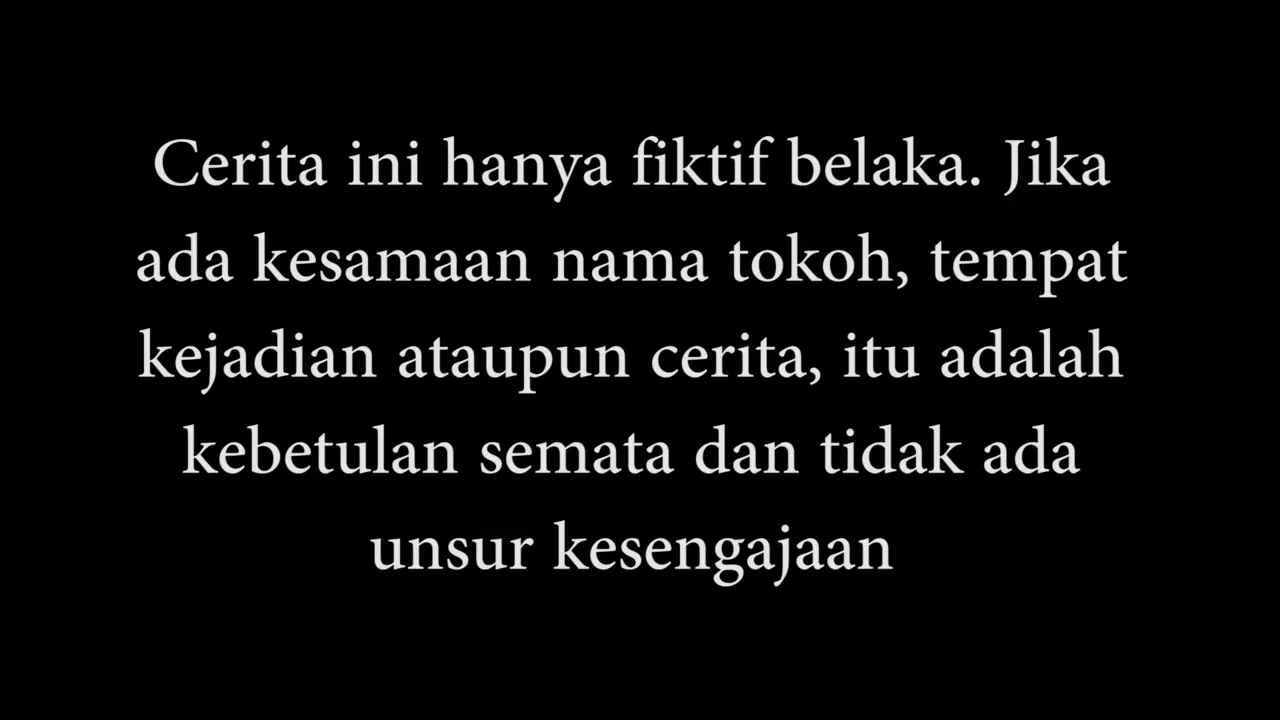 Cerita ini hanya fiktif belaka. Jika
ada kesamaan nama tokoh, tempat
kejadian ataupun cerita, itu adalah
kebetulan semata dan tidak ada
unsur kesengajaan